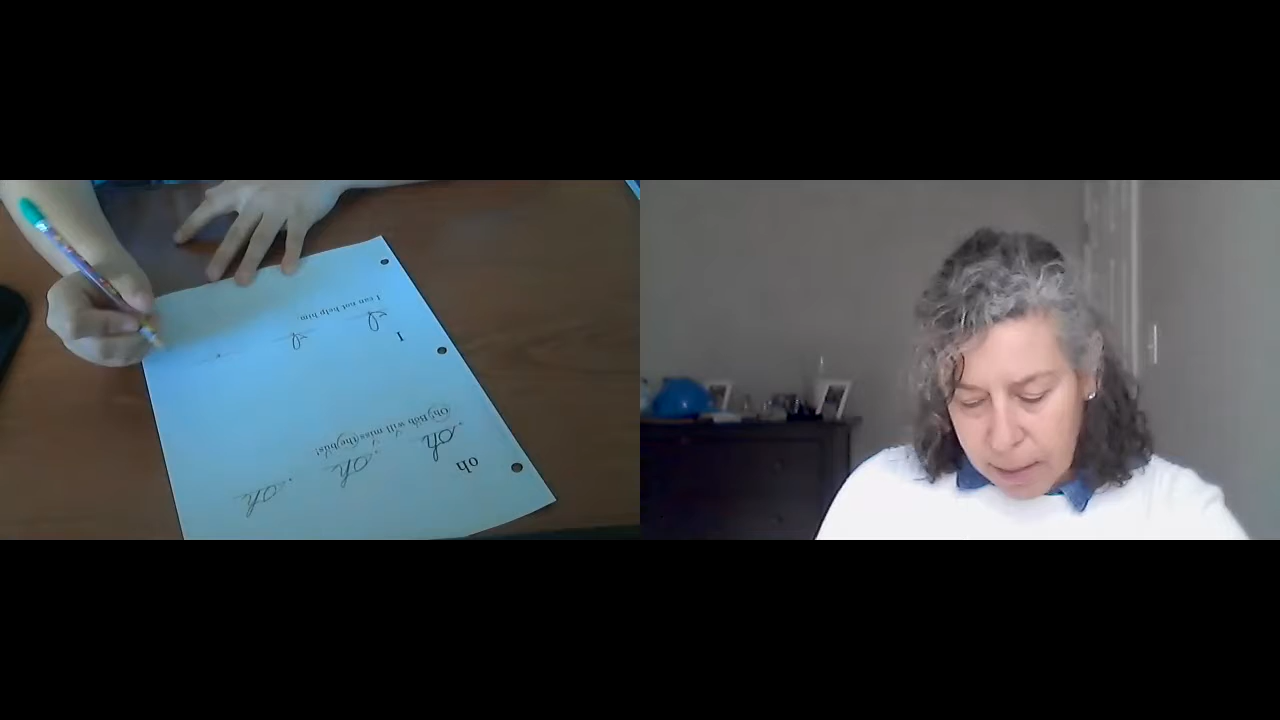 oh
oh oh oh
Oh! Bob will miss the bus!
I
I I
I can not help him.